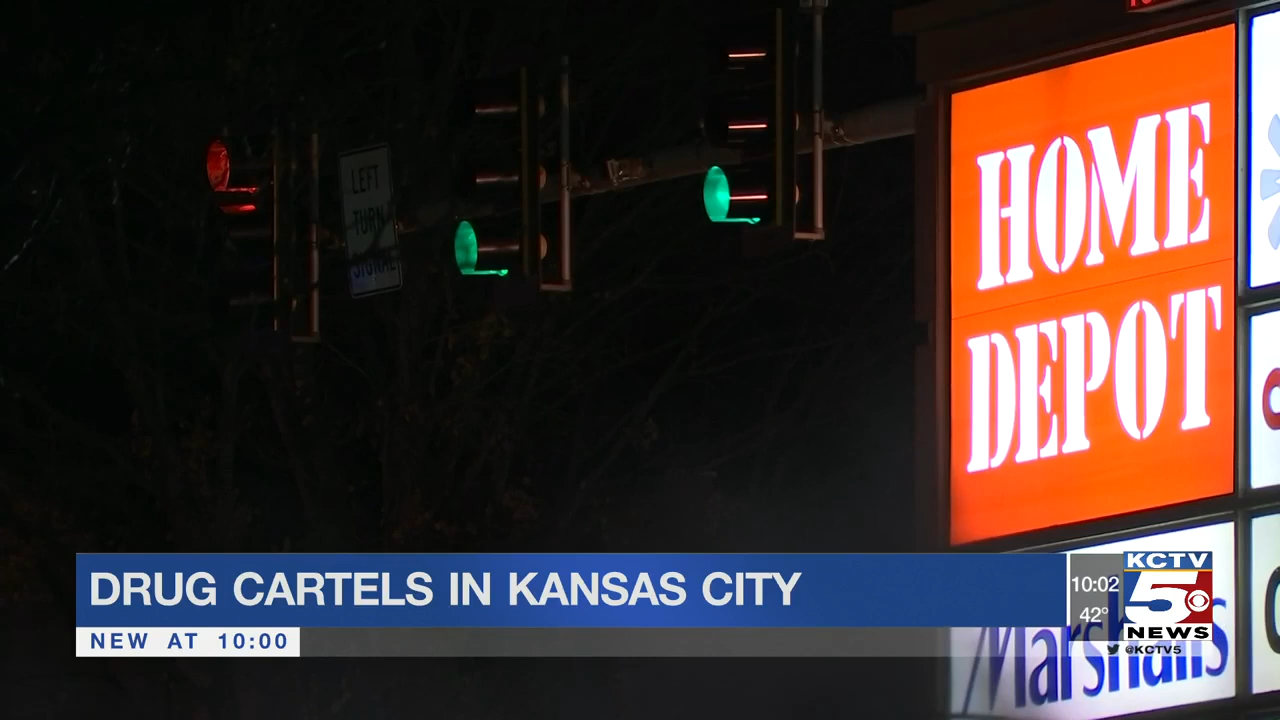 LEFT
TURN
SIGNAL
HOME
DEPOT
DRUG CARTELS IN KANSAS CITY
NEW AT 10:00
10:02
42°
KCTV
5
NEWS
@KCTV5
Marshalls